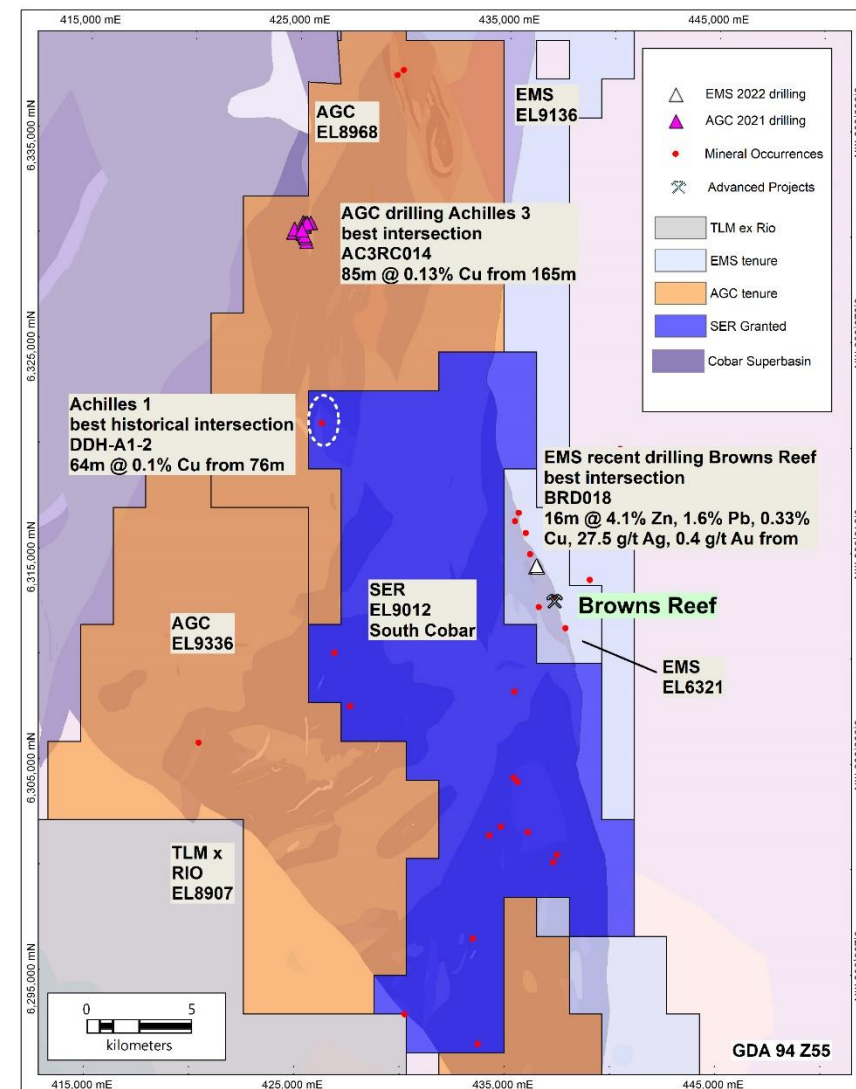 415,000 mE
425,000 mE
435,000 mE
445,000 mE
6,335,000 mN
6,325,000 mN
6,315,000 mN
6,305,000 mN
6,295,000 mN
EMS
EL9136
AGC
EL8968
EMS 2022 drilling
AGC 2021 drilling
Mineral Occurrences
Advanced Projects
TLM ex Rio
EMS tenure
AGC tenure
SER Granted
Cobar Superbasin
AGC drilling Achilles 3
best intersection
AC3RC014
85m @ 0.13% Cu from 165m
Achilles 1
best historical intersection
DDH-A1-2
64m @ 0.1% Cu from 76m
EMS recent drilling Browns Reef
best intersection
BRD018
16m @ 4.1% Zn, 1.6% Pb, 0.33%
Cu, 27.5 g/t Ag, 0.4 g/t Au from
SER
EL9012
South Cobar
Browns Reef
AGC
EL9336
EMS
EL6321
TLM x
RIO
EL8907
0 5
kilometers
GDA 94 Z55
415,000 mE
425,000 mE
435,000 mE
445,000 mE